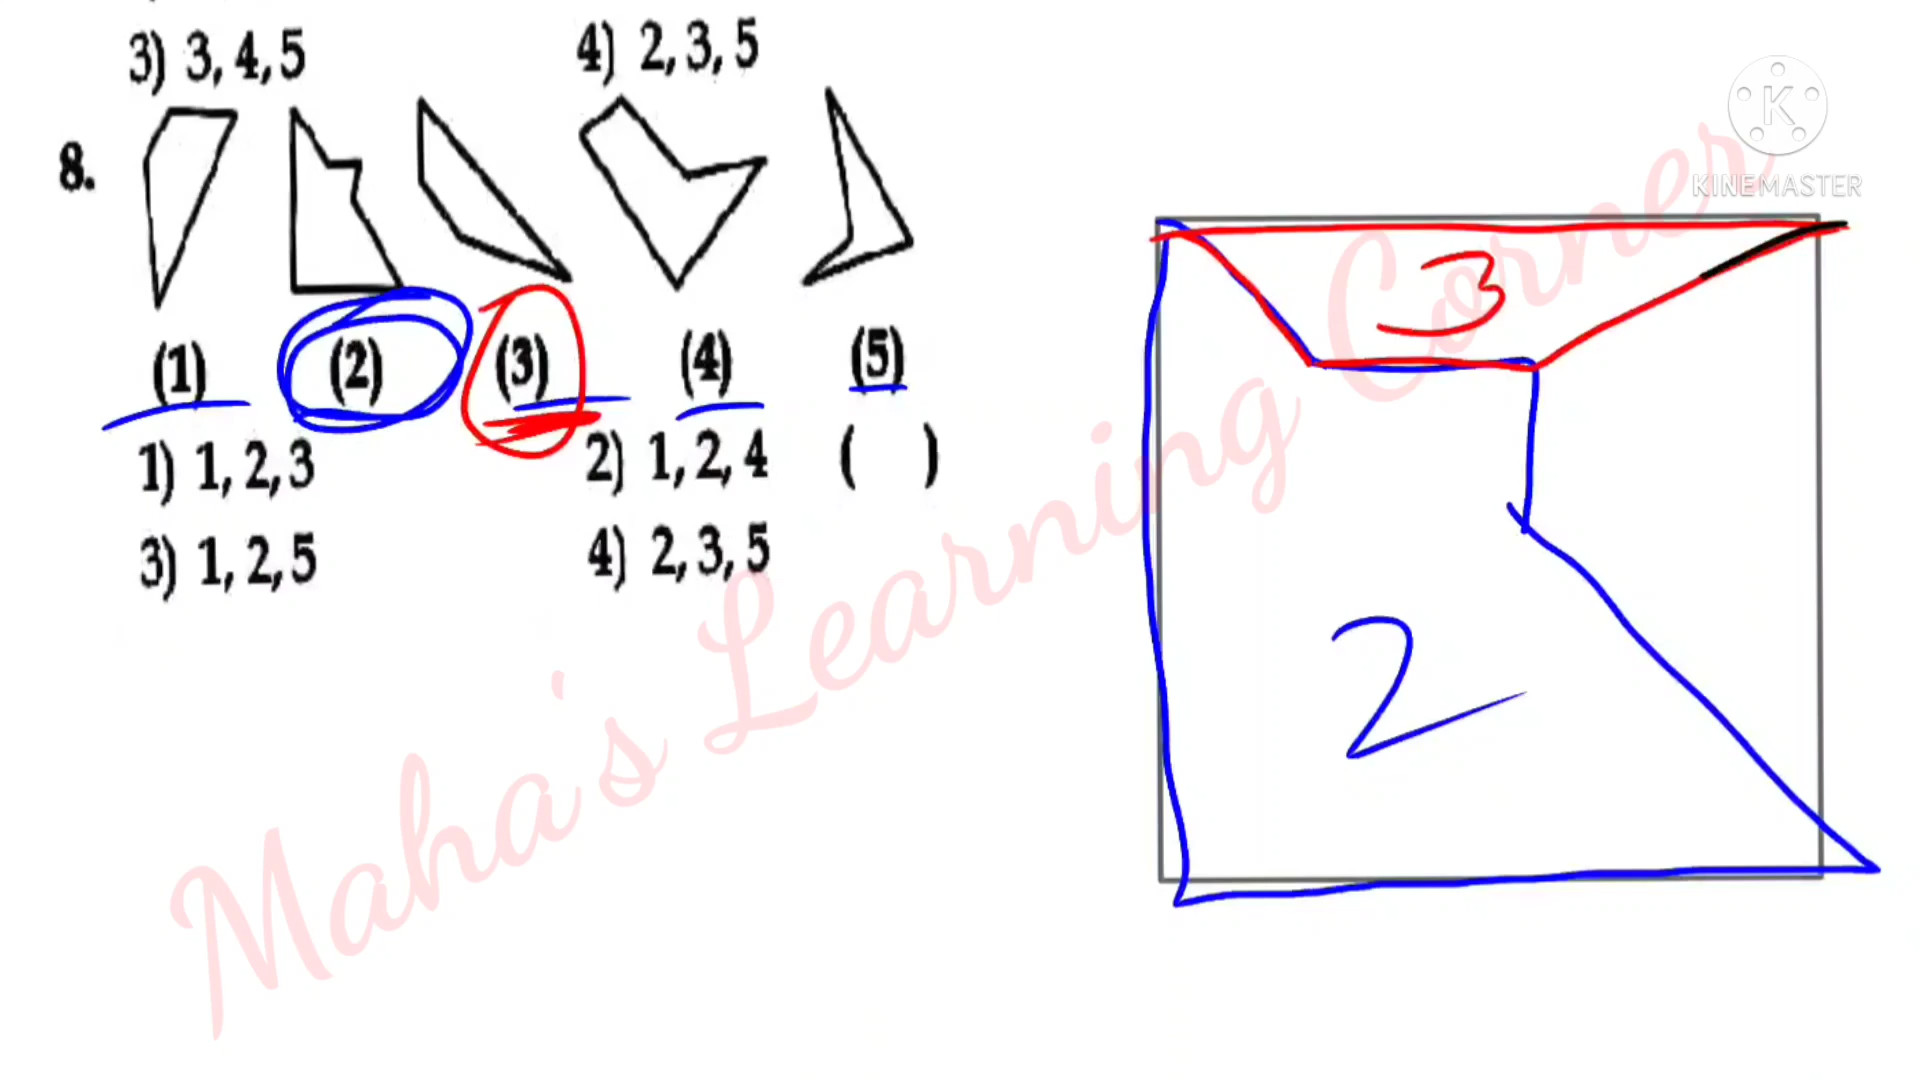 3) 3, 4, 5
4) 2, 3, 5
8.
(1) (2) (3) (4) (5)
1) 1, 2, 3
2) 1, 2, 4 ( )
3) 1, 2, 5
4) 2, 3, 5
3
2
K
KINEMASTER
Maha's Learning Corner